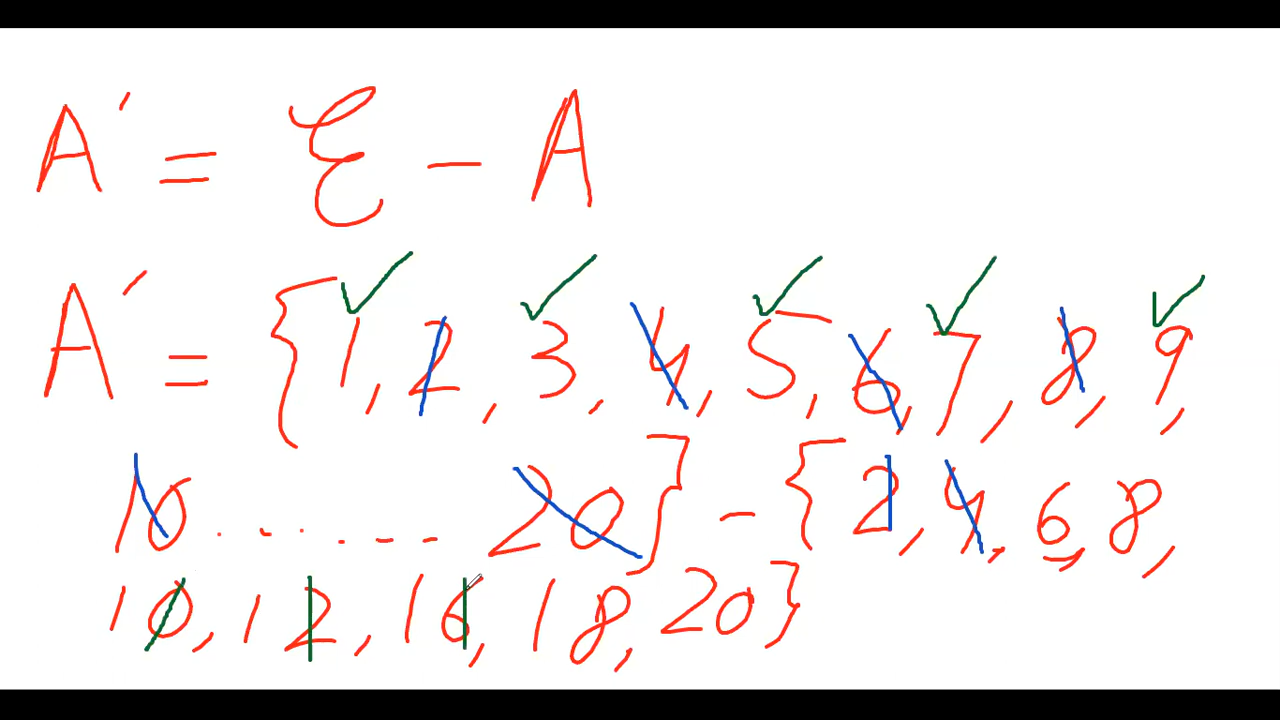 A' = ℰ - A
A' = {1, 2, 3, 4, 5, 6, 7, 8, 9,
10 ........ 20} - {2, 4, 6, 8,
10, 12, 16, 18, 20}